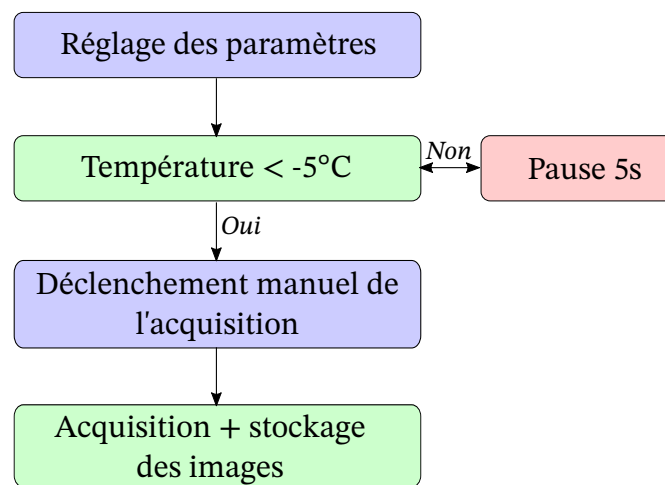 Réglage des paramètres
Température < -5°C
Non
Pause 5s
Oui
Déclenchement manuel de
l'acquisition
Acquisition + stockage
des images